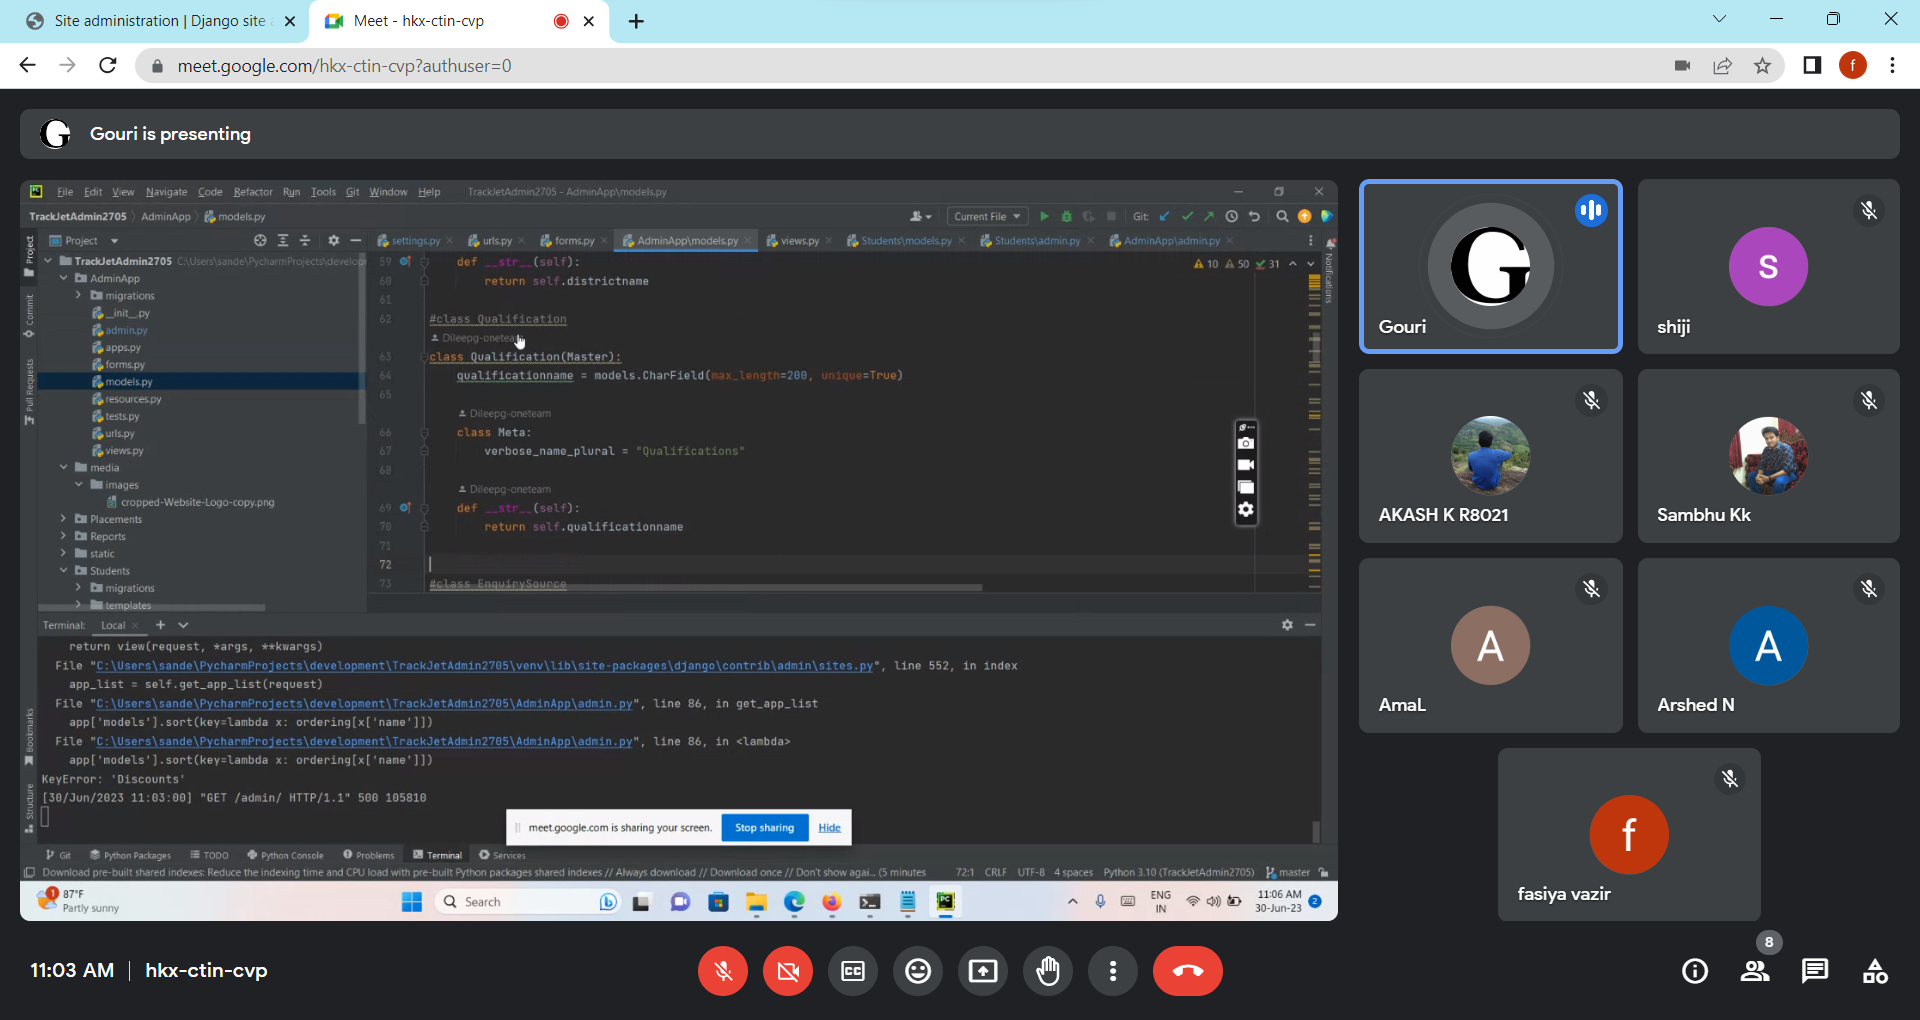 Site administration | Django site
Meet - hkx-ctin-cvp
meet.google.com/hkx-ctin-cvp?authuser=0
f
G Gouri is presenting
PC File Edit View Navigate Code Refactor Run Tools Git Window Help TrackJetAdmin2705 - AdminApp\models.py
TrackJetAdmin2705 AdminApp models.py Current File Git:
Project settings.py urls.py forms.py AdminApp\models.py views.py Students\models.py Students\admin.py AdminApp\admin.py
Project
Commit
Pull Requests
Bookmarks
Structure
Notifications
TrackJetAdmin2705 C:\Users\sande\PycharmProjects\develop
AdminApp
migrations
__init__.py
admin.py
apps.py
forms.py
models.py
resources.py
tests.py
urls.py
views.py
media
images
cropped-Website-Logo-copy.png
Placements
Reports
static
Students
migrations
templates
10 50 31
59 def __str__(self):
60 return self.districtname
61
62 #class Qualification
Dileepg-oneteam
63 class Qualification(Master):
64 qualificationname = models.CharField(max_length=200, unique=True)
65
Dileepg-oneteam
66 class Meta:
67 verbose_name_plural = "Qualifications"
68
Dileepg-oneteam
69 def __str__(self):
70 return self.qualificationname
71
72
73 #class EnquirySource
Terminal: Local
return view(request, *args, **kwargs)
File "C:\Users\sande\PycharmProjects\development\TrackJetAdmin2705\venv\lib\site-packages\django\contrib\admin\sites.py", line 552, in index
app_list = self.get_app_list(request)
File "C:\Users\sande\PycharmProjects\development\TrackJetAdmin2705\AdminApp\admin.py", line 86, in get_app_list
app['models'].sort(key=lambda x: ordering[x['name']])
File "C:\Users\sande\PycharmProjects\development\TrackJetAdmin2705\AdminApp\admin.py", line 86, in <lambda>
app['models'].sort(key=lambda x: ordering[x['name']])
KeyError: 'Discounts'
[30/Jun/2023 11:03:00] "GET /admin/ HTTP/1.1" 500 105810
meet.google.com is sharing your screen. Stop sharing Hide
Git Python Packages TODO Python Console Problems Terminal Services
Download pre-built shared indexes: Reduce the indexing time and CPU load with pre-built Python packages shared indexes // Always download // Download once // Don't show agai... (5 minutes 72:1 CRLF UTF-8 4 spaces Python 3.10 (TrackJetAdmin2705) master
1 87°F
Partly sunny
Search
PC
ENG
IN
11:06 AM
30-Jun-23
2
G
Gouri
S
shiji
AKASH K R8021
Sambhu Kk
A
AmaL
A
Arshed N
f
fasiya vazir
11:03 AM | hkx-ctin-cvp
CC
8